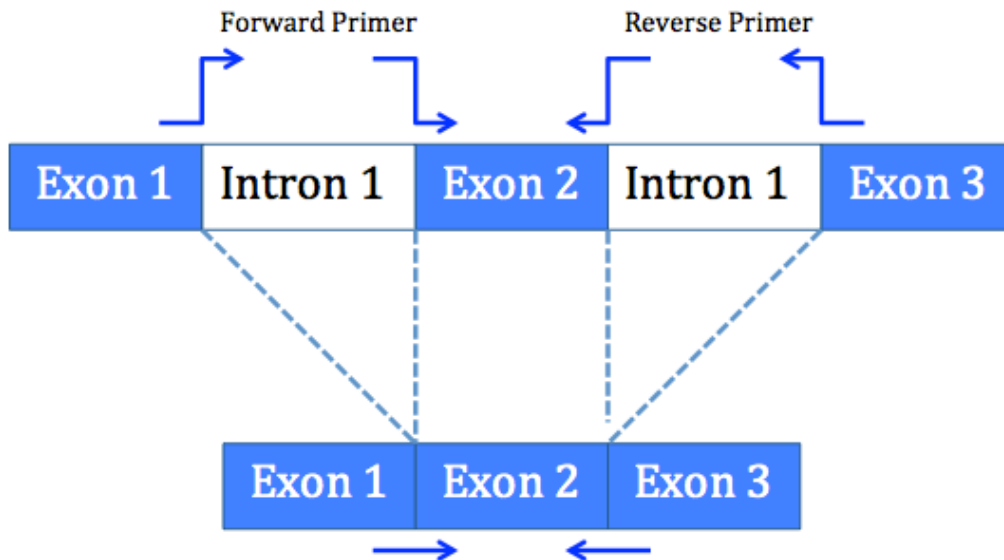 Forward Primer Reverse Primer
Exon 1 Intron 1 Exon 2 Intron 1 Exon 3
Exon 1 Exon 2 Exon 3